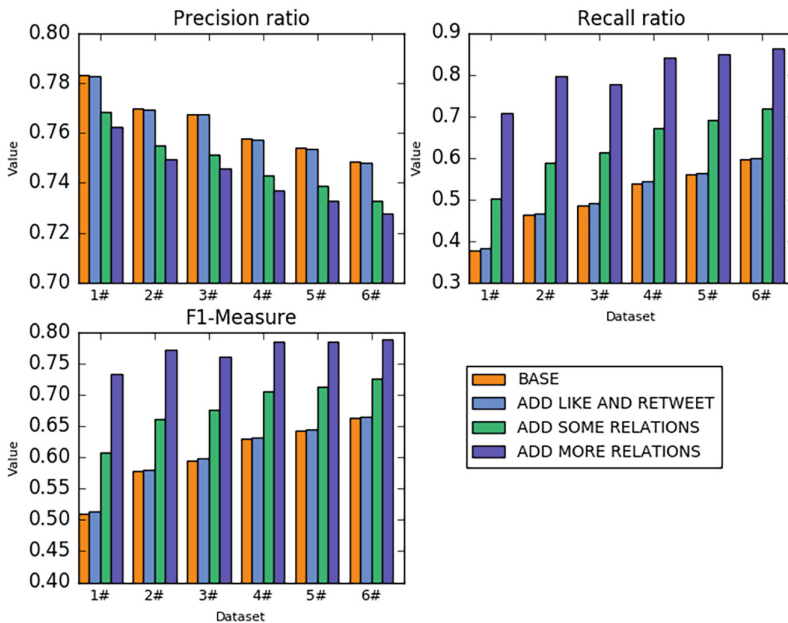 Precision ratio
0.80
0.78
0.76
0.74
0.72
0.70
Value
1# 2# 3# 4# 5# 6#
Recall ratio
0.9
0.8
0.7
0.6
0.5
0.4
0.3
Value
1# 2# 3# 4# 5# 6#
Dataset
F1-Measure
0.80
0.75
0.70
0.65
0.60
0.55
0.50
0.45
0.40
Value
1# 2# 3# 4# 5# 6#
Dataset
BASE
ADD LIKE AND RETWEET
ADD SOME RELATIONS
ADD MORE RELATIONS